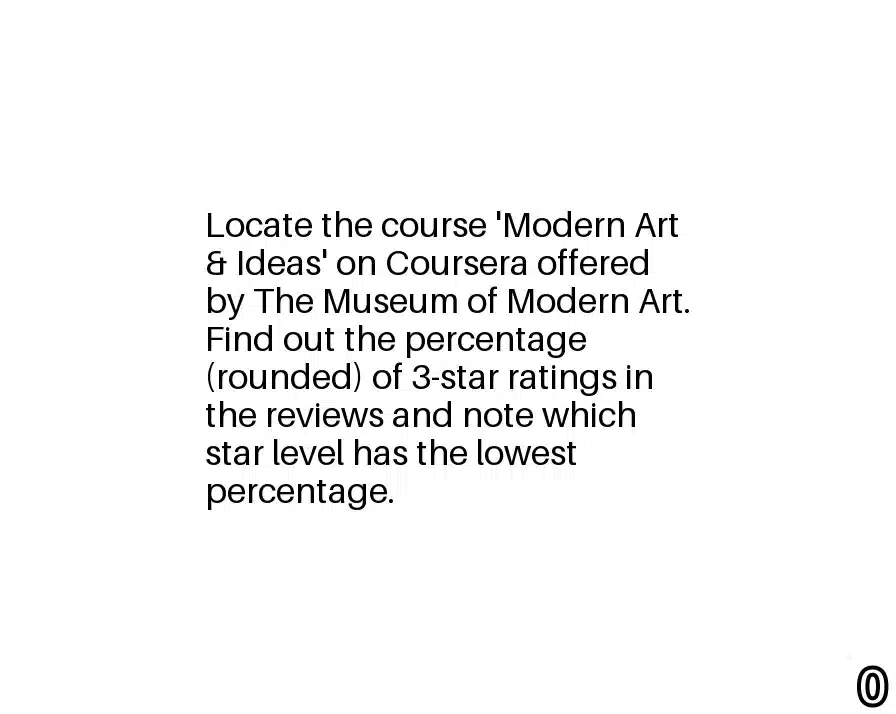 Locate the course 'Modern Art
& Ideas' on Coursera offered
by The Museum of Modern Art.
Find out the percentage
(rounded) of 3-star ratings in
the reviews and note which
star level has the lowest
percentage.
0